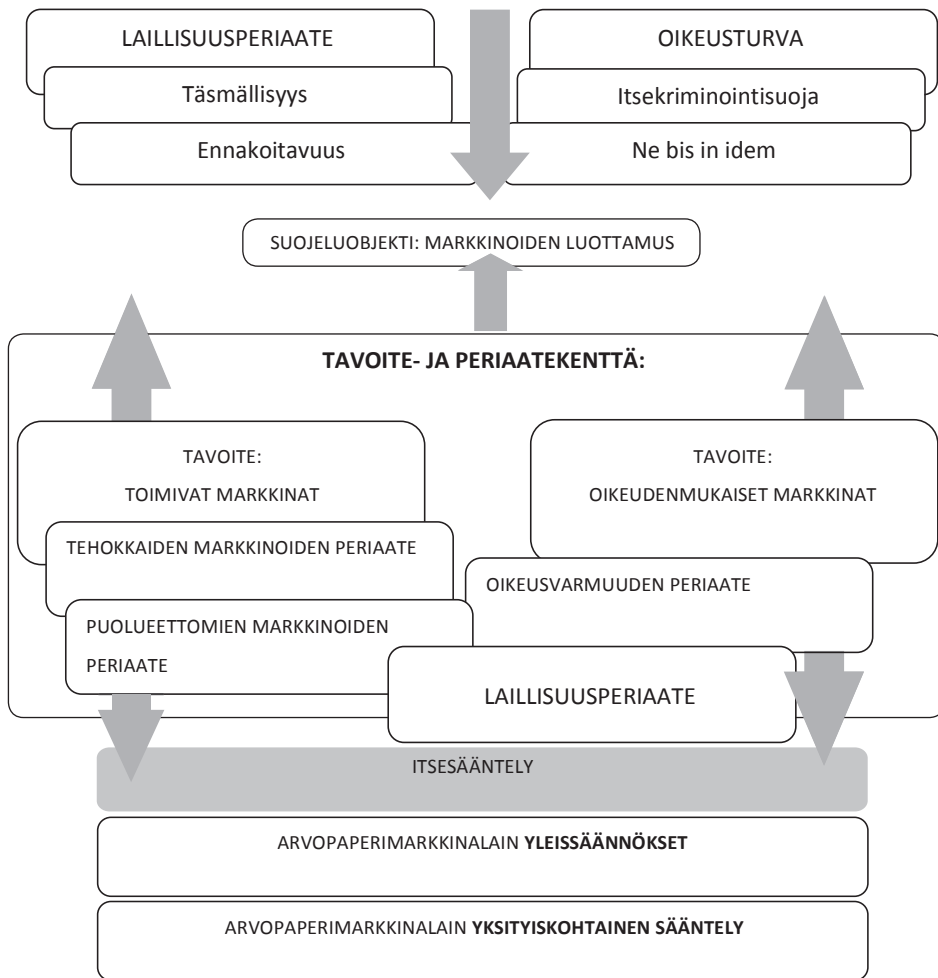 LAILLISUUSPERIAATE
Täsmällisyys
Ennakoitavuus
OIKEUSTURVA
Itsekriminointisuoja
Ne bis in idem
SUOJELUOBJEKTI: MARKKINOIDEN LUOTTAMUS
TAVOITE- JA PERIAATEKENTTÄ:
TAVOITE:
TOIMIVAT MARKKINAT
TEHOKKAIDEN MARKKINOIDEN PERIAATE
PUOLUEETTOMIEN MARKKINOIDEN
PERIAATE
TAVOITE:
OIKEUDENMUKAISET MARKKINAT
OIKEUSVARMUUDEN PERIAATE
LAILLISUUSPERIAATE
ITSESÄÄNTELY
ARVOPAPERIMARKKINALAIN YLEISSÄÄNNÖKSET
ARVOPAPERIMARKKINALAIN YKSITYISKOHTAINEN SÄÄNTELY